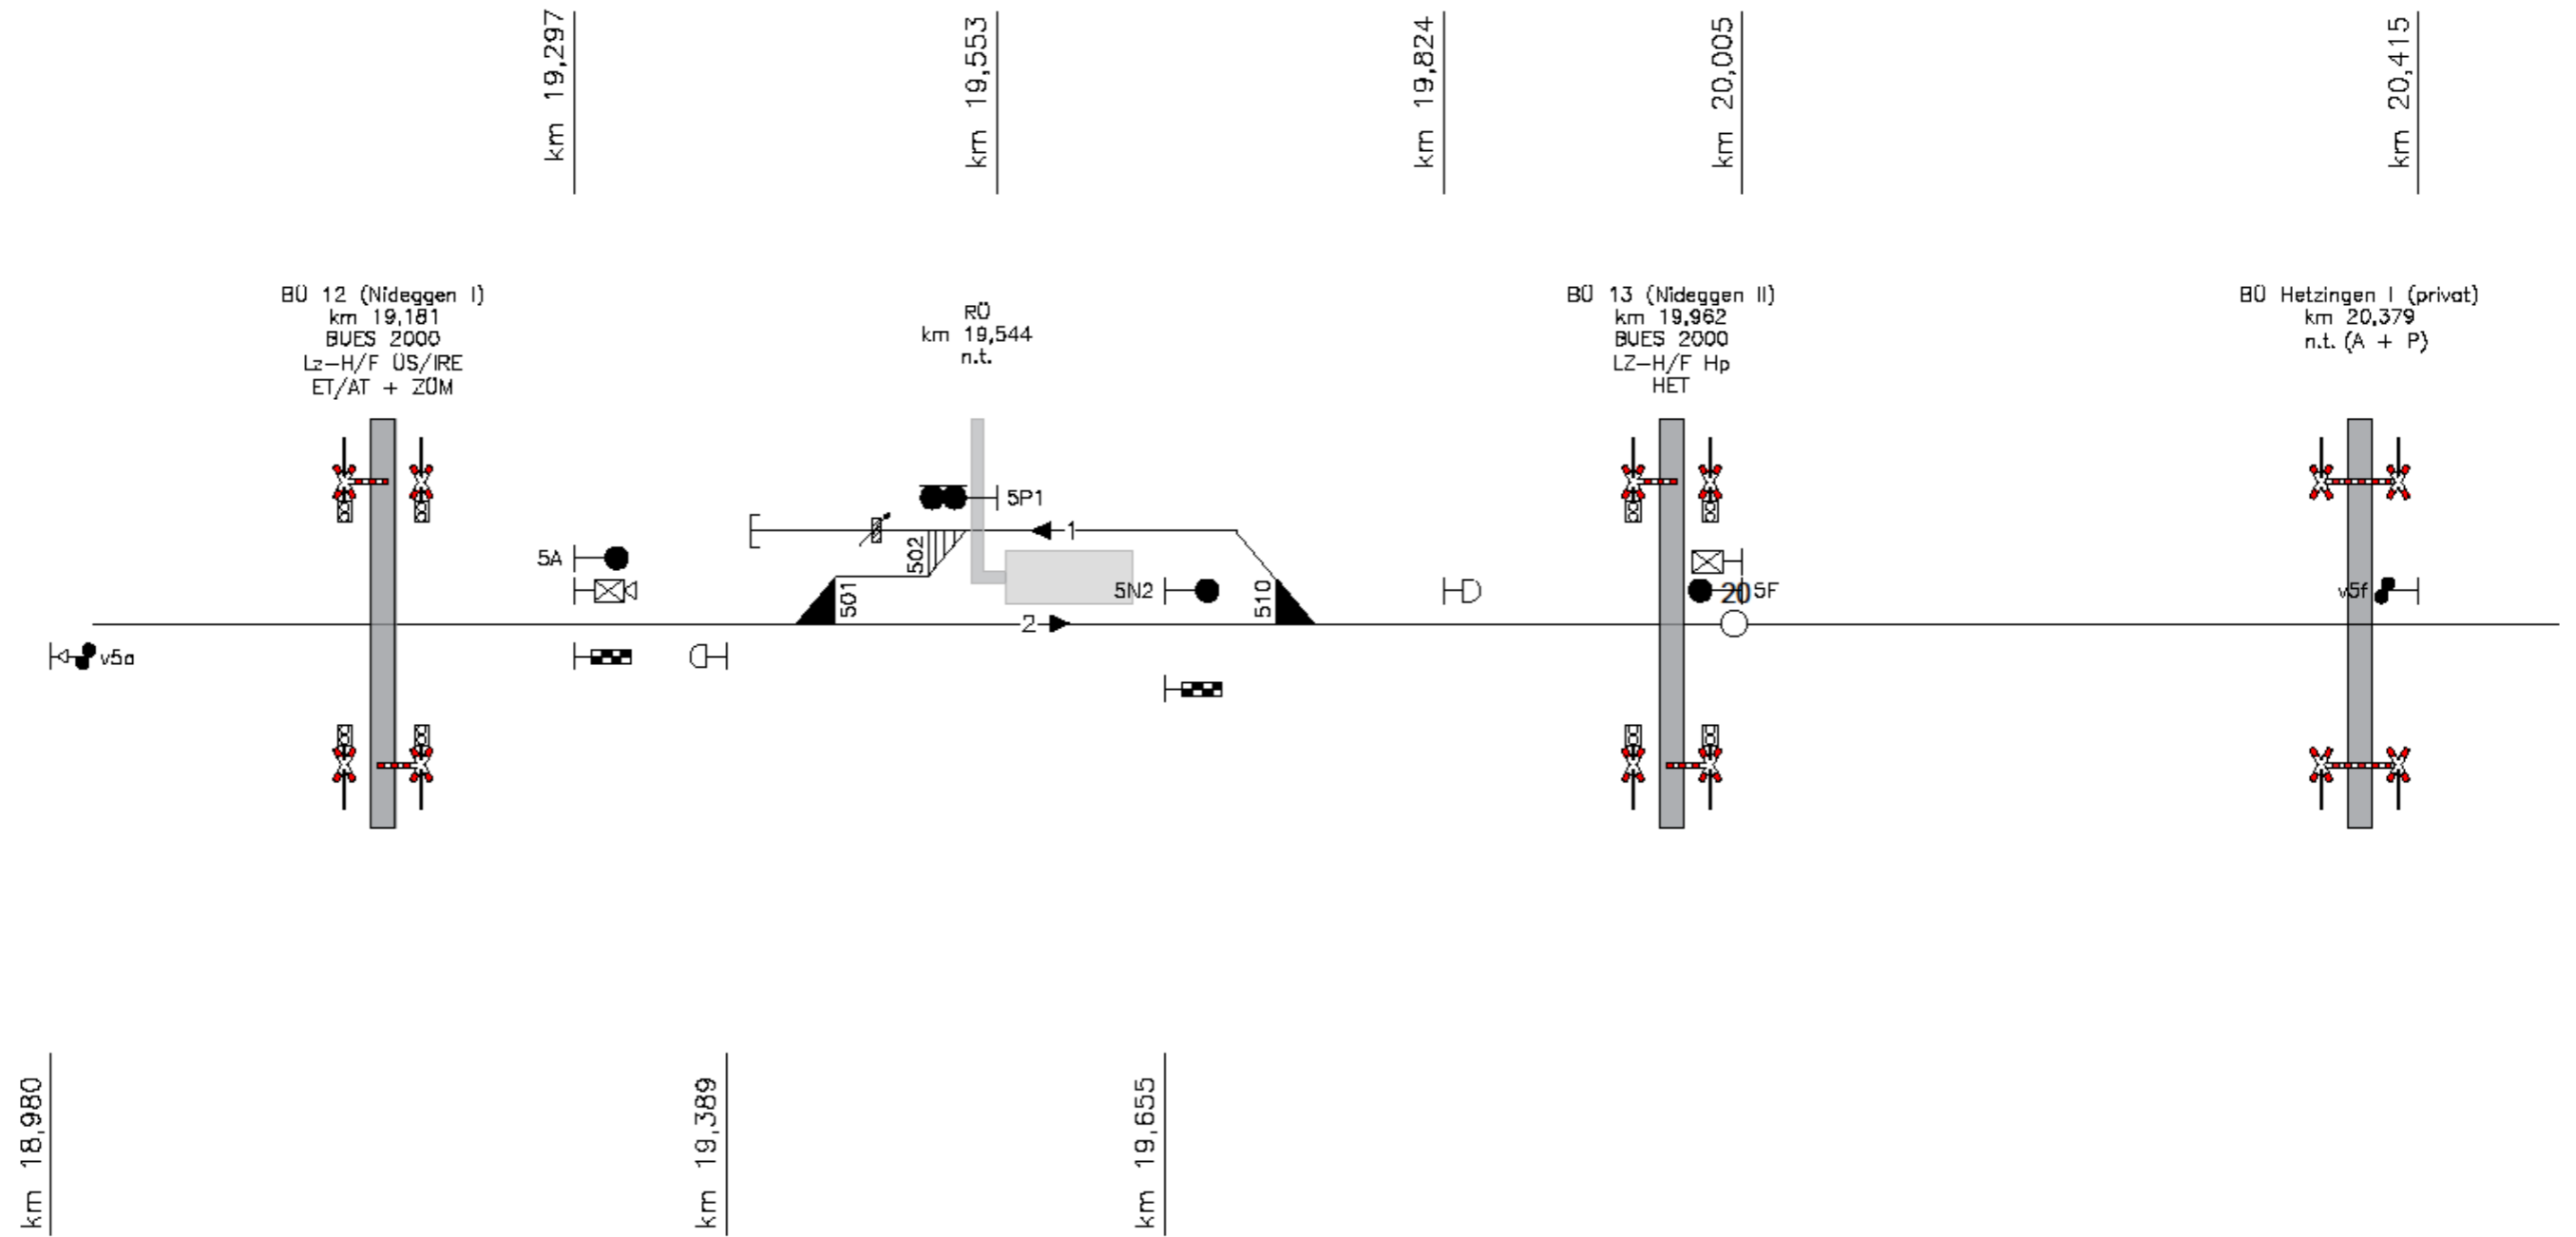 km 19,297
km 19,553
km 19,824
km 20,005
km 20,415
BÜ 12 (Nideggen I)
km 19,181
BUES 2000
Lz-H/F ÜS/IRE
ET/AT + ZÜM
RÜ
km 19,544
n.t.
BÜ 13 (Nideggen II)
km 19,962
BUES 2000
LZ-H/F Hp
HET
BÜ Hetzingen I (privat)
km 20,379
n.t. (A + P)
5P1
1
5A
502
501
5N2
510
20
5F
v5f
2
v5a
km 18,980
km 19,389
km 19,655